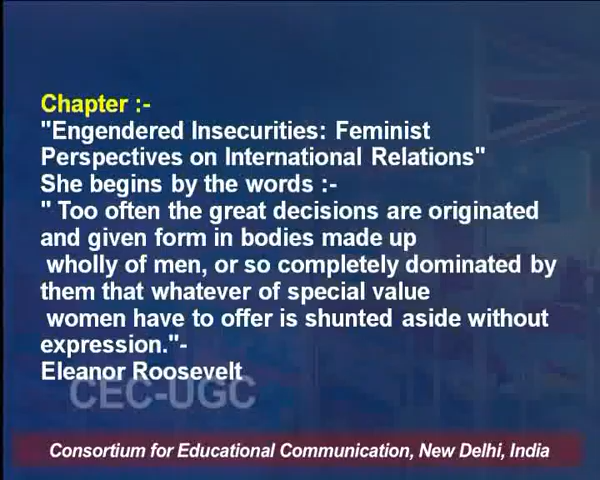 Chapter :-
"Engendered Insecurities: Feminist
Perspectives on International Relations"
She begins by the words :-
" Too often the great decisions are originated
and given form in bodies made up
wholly of men, or so completely dominated by
them that whatever of special value
women have to offer is shunted aside without
expression."-
Eleanor Roosevelt
CEC-UGC
Consortium for Educational Communication, New Delhi, India